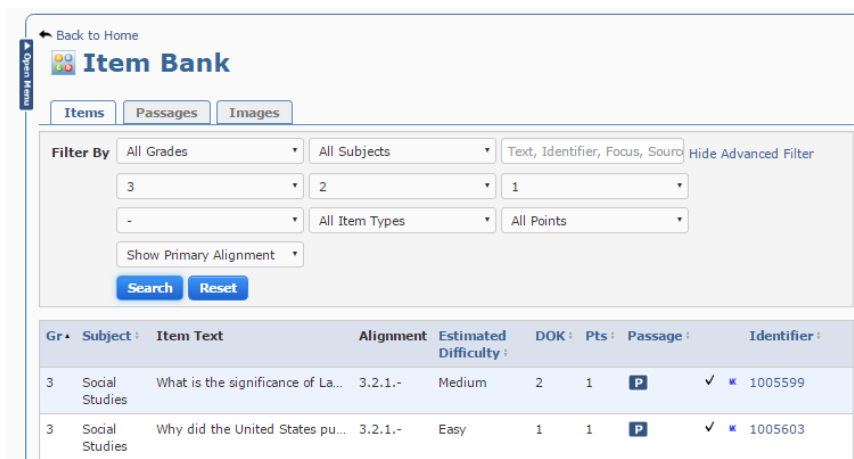 Back to Home
Open Menu
Item Bank
Items Passages Images
Filter By All Grades All Subjects Text, Identifier, Focus, Sourc Hide Advanced Filter
3 2 1
- All Item Types All Points
Show Primary Alignment
Search Reset
Gr Subject Item Text Alignment Estimated Difficulty DOK Pts Passage Identifier
3 Social Studies What is the significance of La... 3.2.1.- Medium 2 1 P 1005599
3 Social Studies Why did the United States pu... 3.2.1.- Easy 1 1 P 1005603